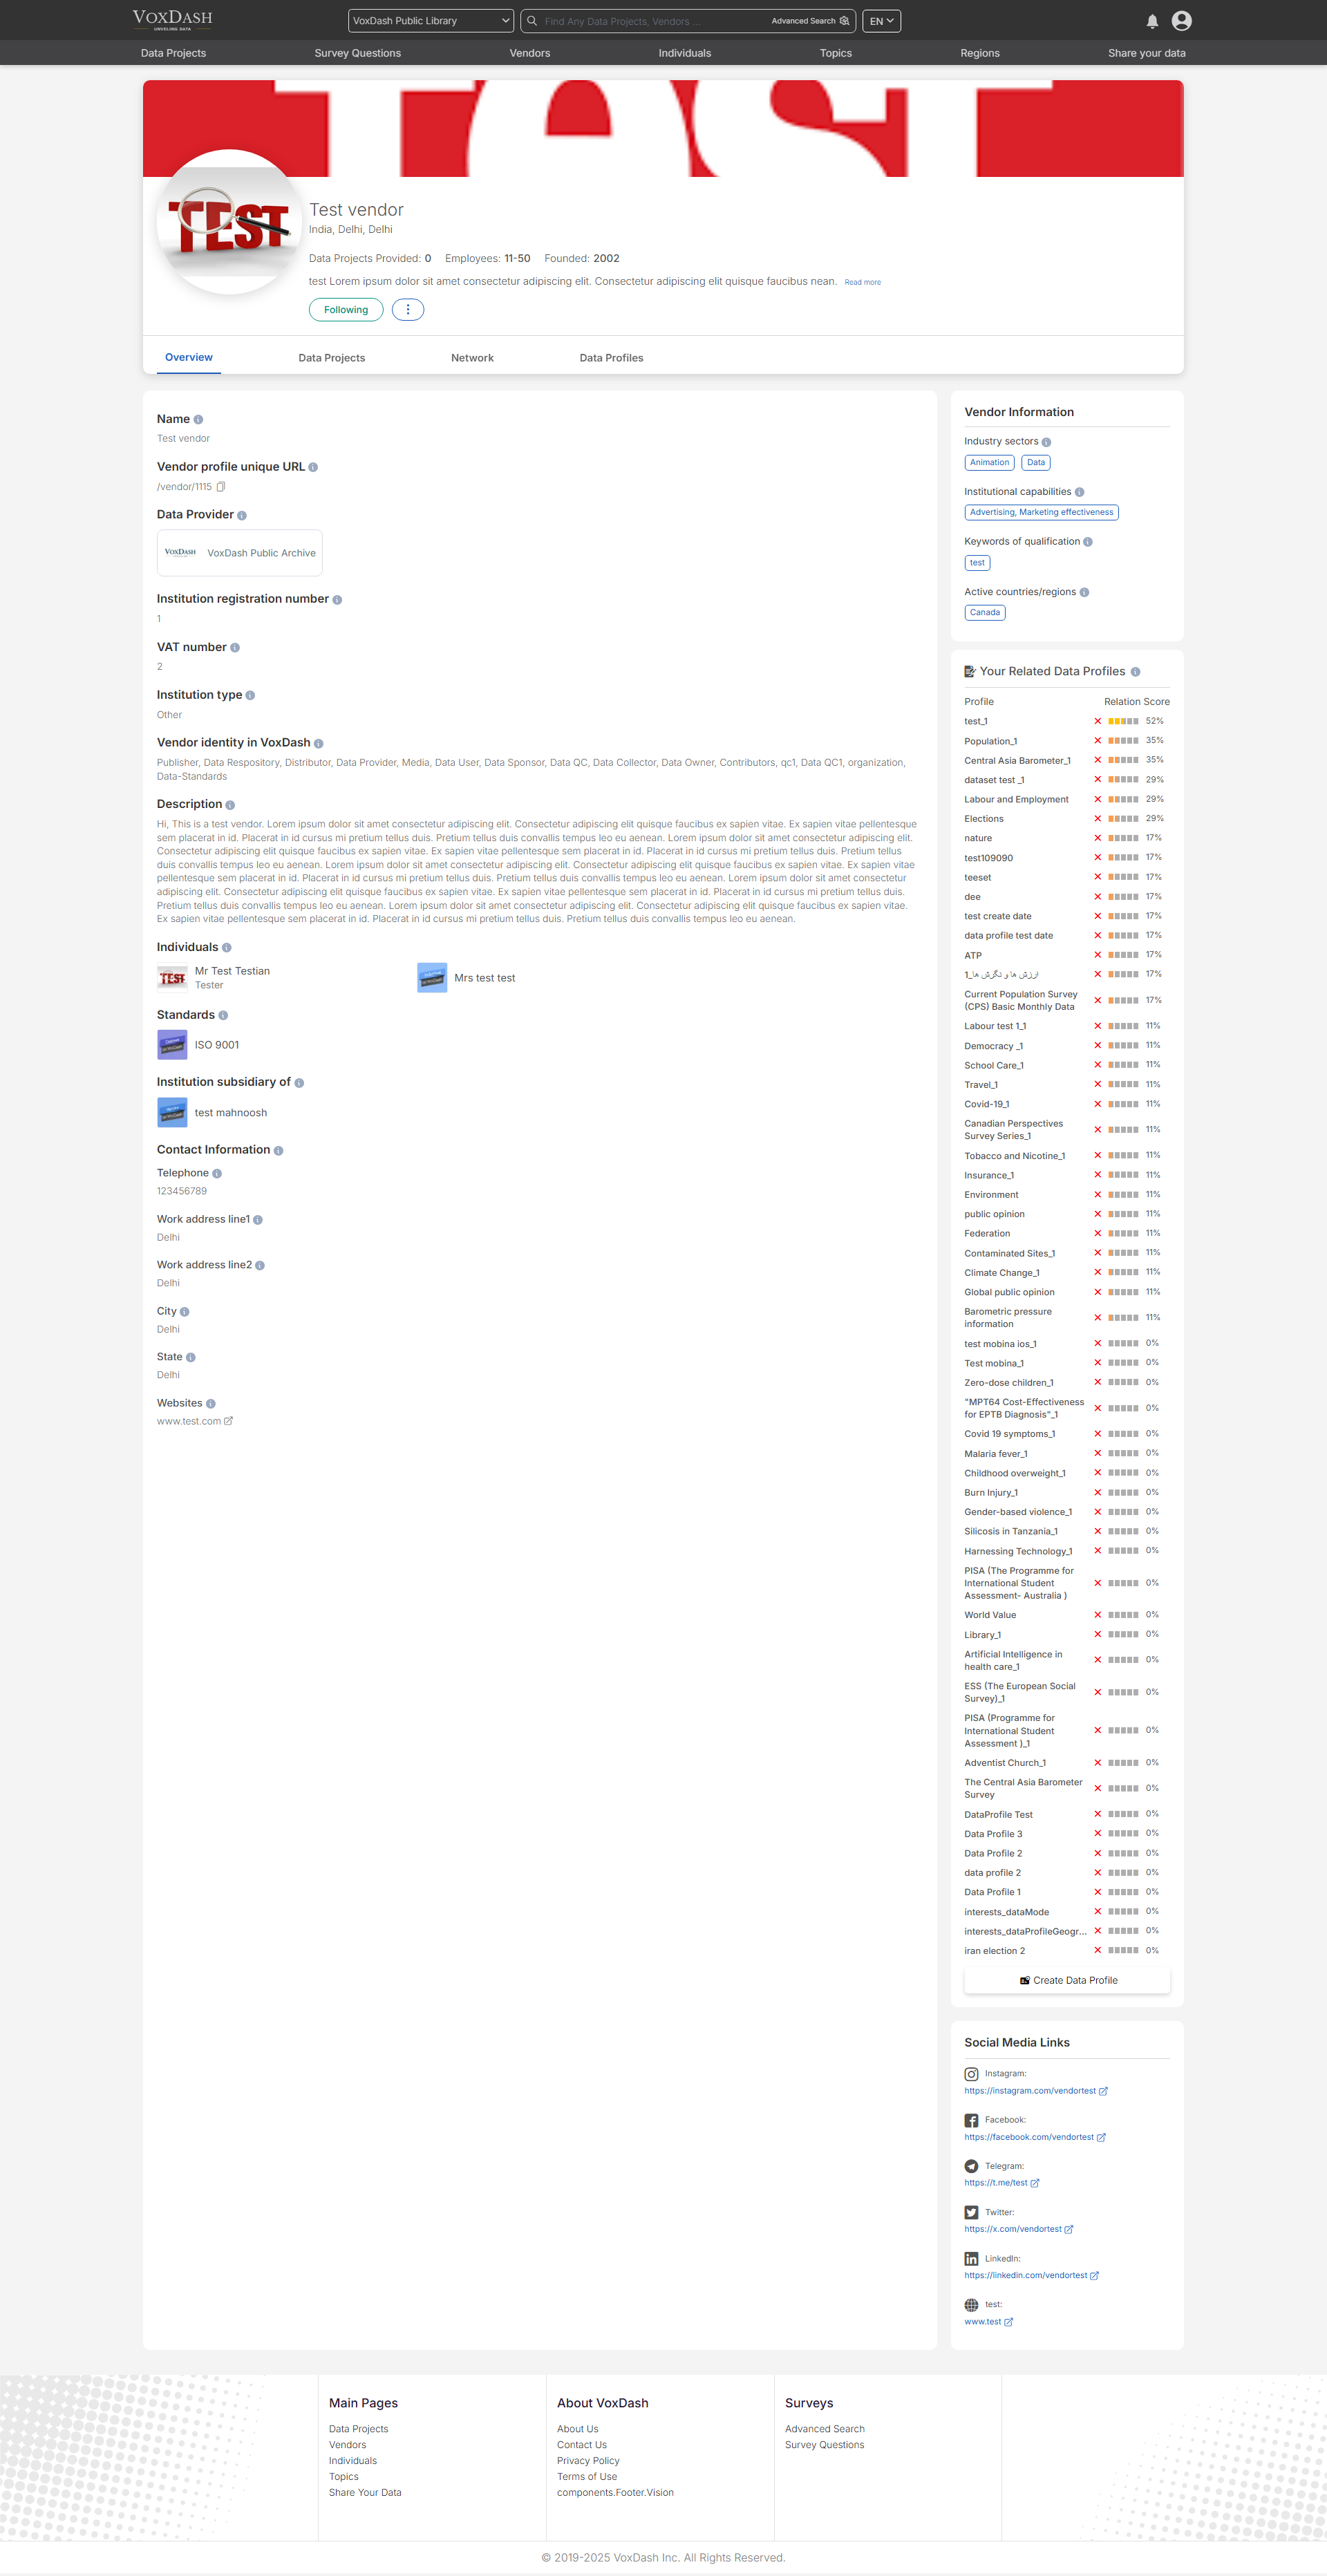 VOXDASH
UNVEILING DATA
VoxDash Public Library
Find Any Data Projects, Vendors ...
Advanced Search
EN
Data Projects
Survey Questions
Vendors
Individuals
Topics
Regions
Share your data
TEST
TEST
Test vendor
India, Delhi, Delhi
Data Projects Provided: 0 Employees: 11-50 Founded: 2002
test Lorem ipsum dolor sit amet consectetur adipiscing elit. Consectetur adipiscing elit quisque faucibus nean. Read more
Following
Overview
Data Projects
Network
Data Profiles
Name
Test vendor
Vendor profile unique URL
/vendor/1115
Data Provider
VOXDASH
VoxDash Public Archive
Institution registration number
1
VAT number
2
Institution type
Other
Vendor identity in VoxDash
Publisher, Data Respository, Distributor, Data Provider, Media, Data User, Data Sponsor, Data QC, Data Collector, Data Owner, Contributors, qc1, Data QC1, organization,
Data-Standards
Description
Hi, This is a test vendor. Lorem ipsum dolor sit amet consectetur adipiscing elit. Consectetur adipiscing elit quisque faucibus ex sapien vitae. Ex sapien vitae pellentesque
sem placerat in id. Placerat in id cursus mi pretium tellus duis. Pretium tellus duis convallis tempus leo eu aenean. Lorem ipsum dolor sit amet consectetur adipiscing elit.
Consectetur adipiscing elit quisque faucibus ex sapien vitae. Ex sapien vitae pellentesque sem placerat in id. Placerat in id cursus mi pretium tellus duis. Pretium tellus
duis convallis tempus leo eu aenean. Lorem ipsum dolor sit amet consectetur adipiscing elit. Consectetur adipiscing elit quisque faucibus ex sapien vitae. Ex sapien vitae
pellentesque sem placerat in id. Placerat in id cursus mi pretium tellus duis. Pretium tellus duis convallis tempus leo eu aenean. Lorem ipsum dolor sit amet consectetur
adipiscing elit. Consectetur adipiscing elit quisque faucibus ex sapien vitae. Ex sapien vitae pellentesque sem placerat in id. Placerat in id cursus mi pretium tellus duis.
Pretium tellus duis convallis tempus leo eu aenean. Lorem ipsum dolor sit amet consectetur adipiscing elit. Consectetur adipiscing elit quisque faucibus ex sapien vitae.
Ex sapien vitae pellentesque sem placerat in id. Placerat in id cursus mi pretium tellus duis. Pretium tellus duis convallis tempus leo eu aenean.
Individuals
TEST
Mr Test Testian
Tester
Mrs test test
Standards
ISO 9001
Institution subsidiary of
test mahnoosh
Contact Information
Telephone
123456789
Work address line1
Delhi
Work address line2
Delhi
City
Delhi
State
Delhi
Websites
www.test.com
Vendor Information
Industry sectors
Animation
Data
Institutional capabilities
Advertising, Marketing effectiveness
Keywords of qualification
test
Active countries/regions
Canada
Your Related Data Profiles
Profile Relation Score
test_1 52%
Population_1 35%
Central Asia Barometer_1 35%
dataset test _1 29%
Labour and Employment 29%
Elections 29%
nature 17%
test109090 17%
teeset 17%
dee 17%
test create date 17%
data profile test date 17%
ATP 17%
ارزش ها و نگرش ها_1 17%
Current Population Survey
(CPS) Basic Monthly Data 17%
Labour test 1_1 11%
Democracy _1 11%
School Care_1 11%
Travel_1 11%
Covid-19_1 11%
Canadian Perspectives
Survey Series_1 11%
Tobacco and Nicotine_1 11%
Insurance_1 11%
Environment 11%
public opinion 11%
Federation 11%
Contaminated Sites_1 11%
Climate Change_1 11%
Global public opinion 11%
Barometric pressure
information 11%
test mobina ios_1 0%
Test mobina_1 0%
Zero-dose children_1 0%
"MPT64 Cost-Effectiveness
for EPTB Diagnosis"_1 0%
Covid 19 symptoms_1 0%
Malaria fever_1 0%
Childhood overweight_1 0%
Burn Injury_1 0%
Gender-based violence_1 0%
Silicosis in Tanzania_1 0%
Harnessing Technology_1 0%
PISA (The Programme for
International Student
Assessment- Australia ) 0%
World Value 0%
Library_1 0%
Artificial Intelligence in
health care_1 0%
ESS (The European Social
Survey)_1 0%
PISA (Programme for
International Student
Assessment )_1 0%
Adventist Church_1 0%
The Central Asia Barometer
Survey 0%
DataProfile Test 0%
Data Profile 3 0%
Data Profile 2 0%
data profile 2 0%
Data Profile 1 0%
interests_dataMode 0%
interests_dataProfileGeogr... 0%
iran election 2 0%
Create Data Profile
Social Media Links
Instagram:
https://instagram.com/vendortest
Facebook:
https://facebook.com/vendortest
Telegram:
https://t.me/test
Twitter:
https://x.com/vendortest
LinkedIn:
https://linkedin.com/vendortest
test:
www.test
Main Pages
Data Projects
Vendors
Individuals
Topics
Share Your Data
About VoxDash
About Us
Contact Us
Privacy Policy
Terms of Use
components.Footer.Vision
Surveys
Advanced Search
Survey Questions
© 2019-2025 VoxDash Inc. All Rights Reserved.